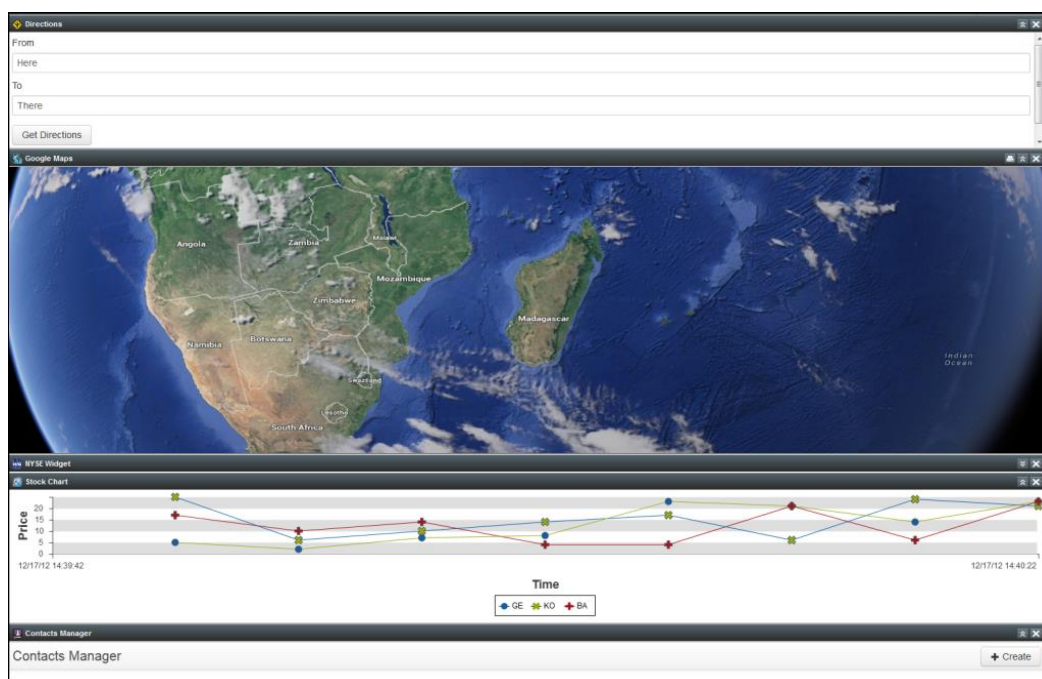 Directions
From
Here
To
There
Get Directions
Google Maps
Angola
Zambia
Malawi
Mozambique
Zimbabwe
Madagascar
Namibia
Botswana
Indian
Ocean
Swaziland
Lesotho
South Africa
NYSE Widget
Stock Chart
Price
20
15
10
5
0
12/17/12 14:39:42
12/17/12 14:40:22
Time
GE KO BA
Contacts Manager
Contacts Manager
+ Create